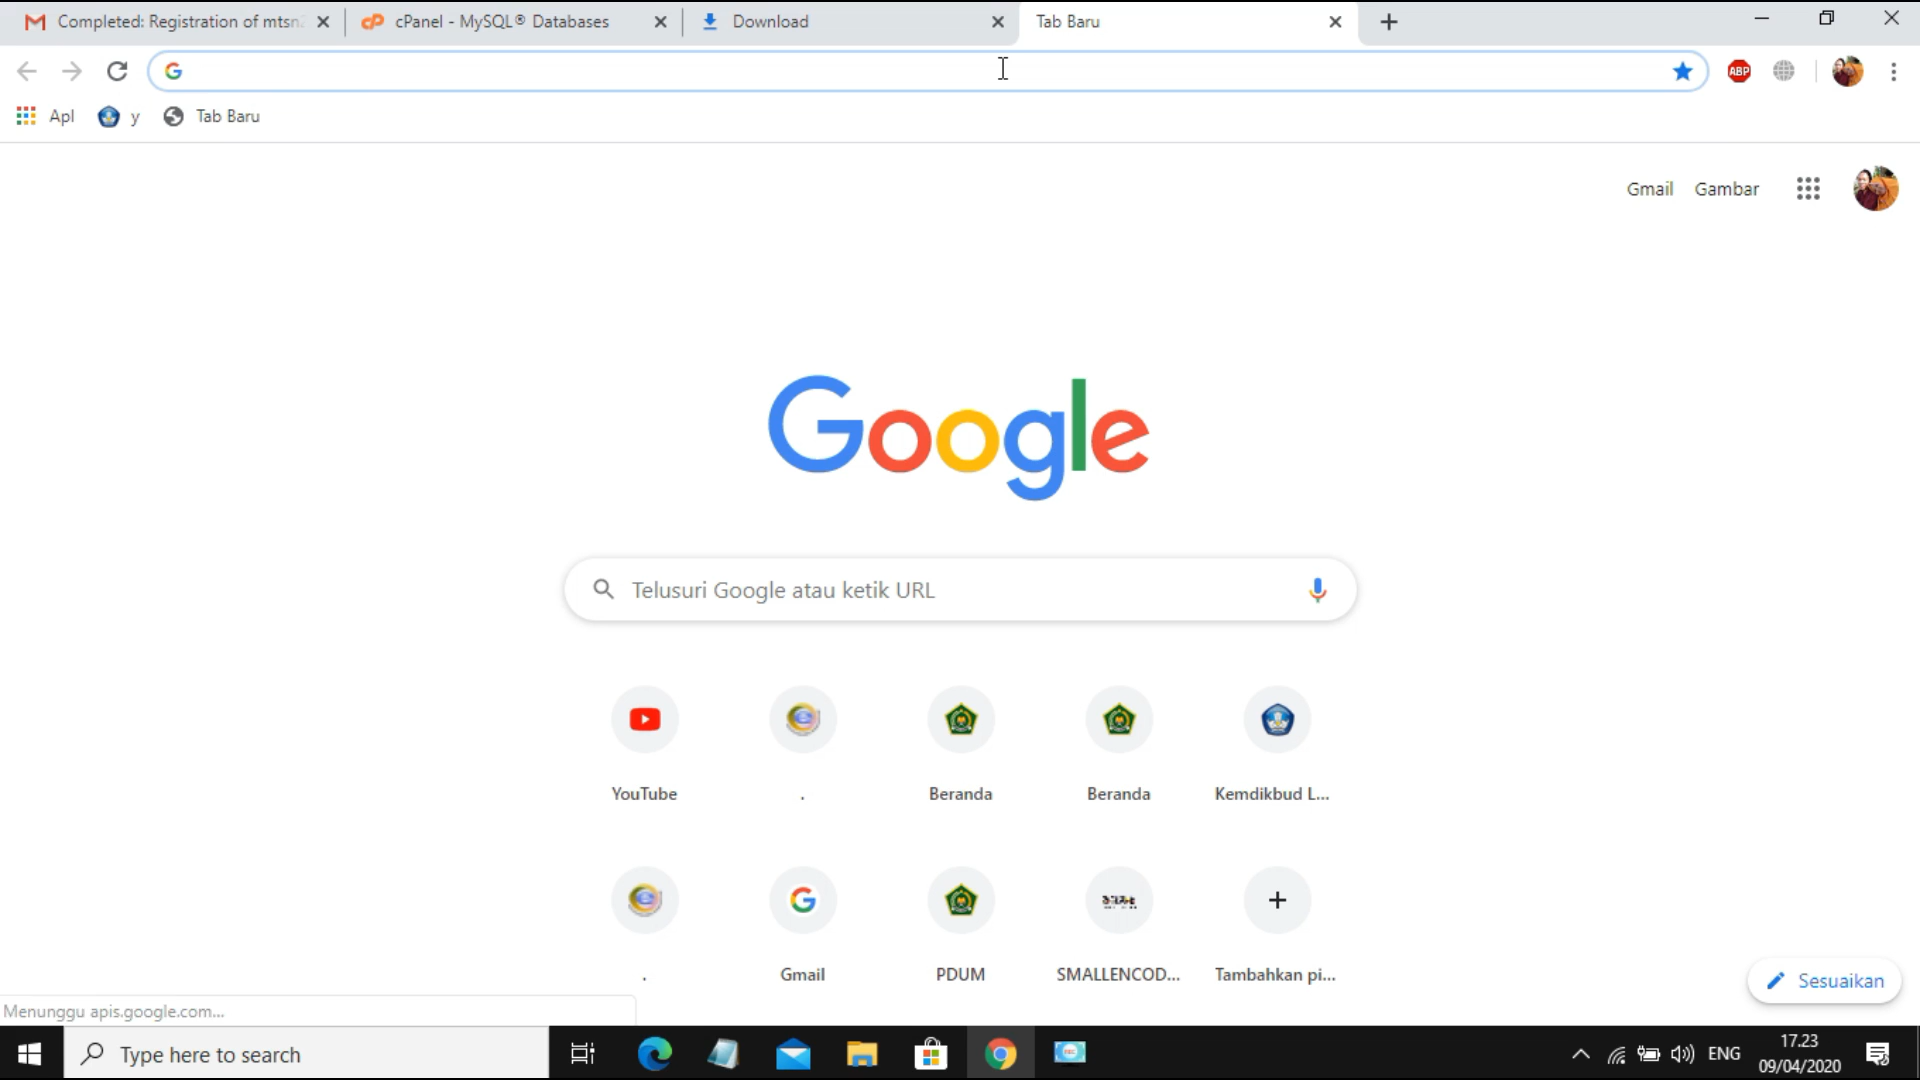 Completed: Registration of mtsn
cPanel - MySQL® Databases
Download
Tab Baru
ABP
Apl
y
Tab Baru
Gmail
Gambar
Google
Telusuri Google atau ketik URL
YouTube
.
Beranda
Beranda
Kemdikbud L...
.
Gmail
PDUM
SMALLENCOD...
Tambahkan pi...
Sesuaikan
Menunggu apis.google.com...
Type here to search
ENG
17.23
09/04/2020